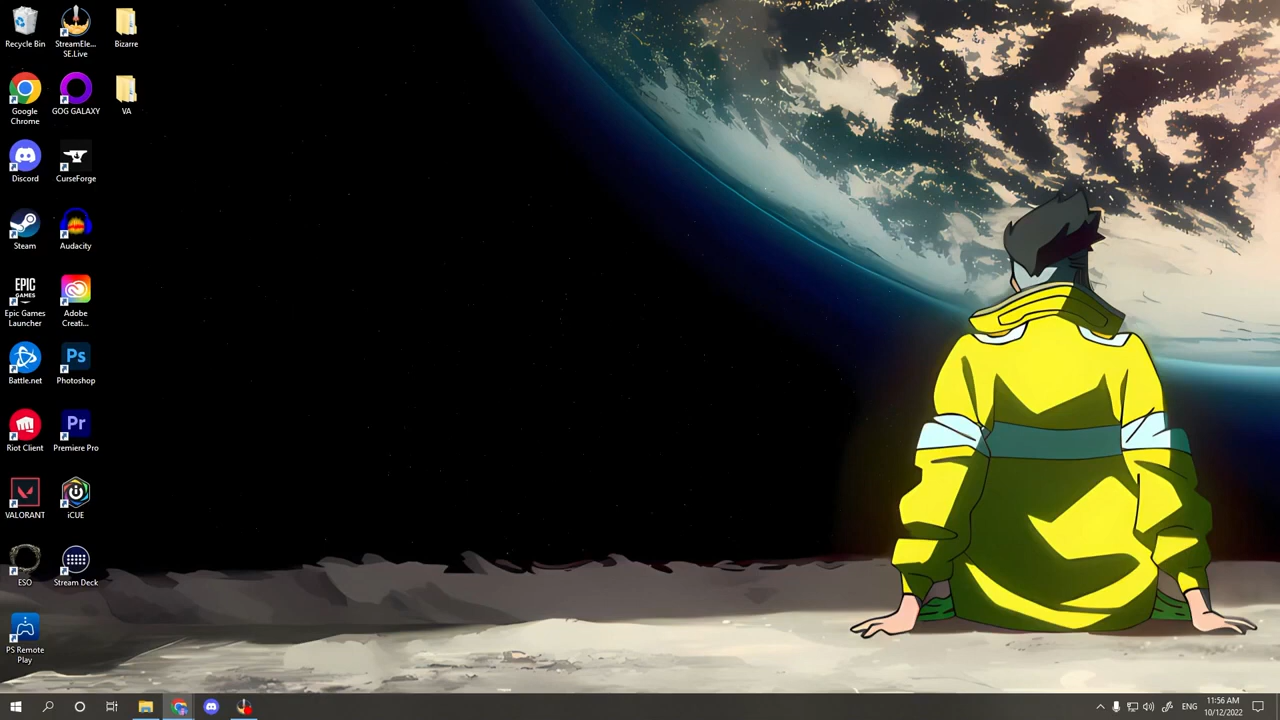 Recycle Bin
StreamEle...
SE.Live
Bizarre
Google
Chrome
GOG GALAXY
VA
Discord
CurseForge
Steam
Audacity
EPIC
GAMES
Epic Games
Launcher
Adobe
Creati...
Battle.net
Ps
Photoshop
Riot Client
Pr
Premiere Pro
VALORANT
iCUE
ESO
Stream Deck
PS Remote
Play
ENG
11:56 AM
10/12/2022